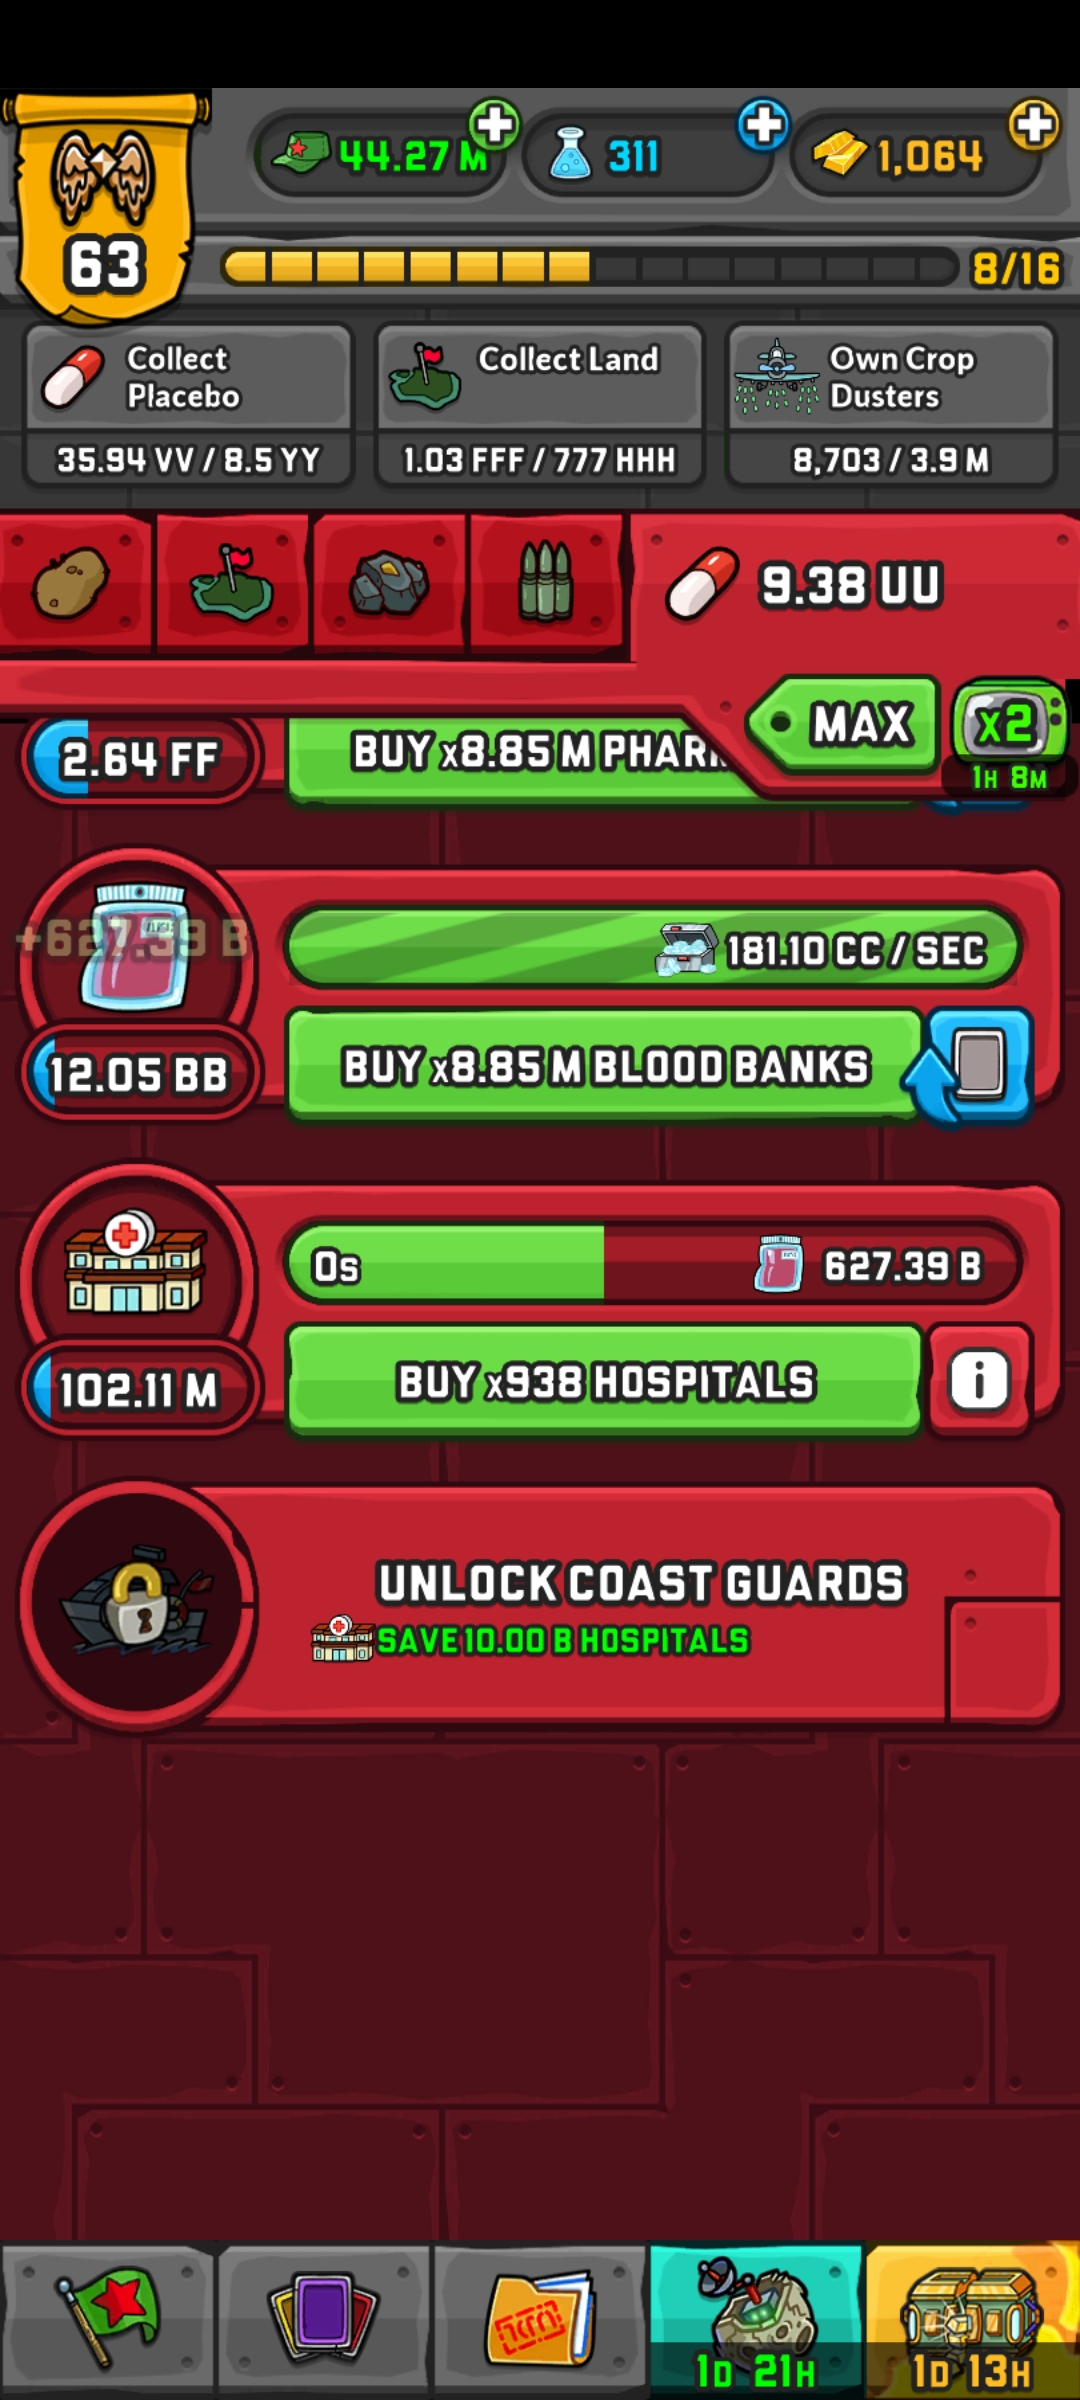 44.27 M
311
1,064
63
8/16
Collect
Placebo
35.94 VV / 8.5 YY
Collect Land
1.03 FFF / 777 HHH
Own Crop
Dusters
8,703 / 3.9 M
9.38 UU
MAX
X2
1H 8M
2.64 FF
BUY x8.85 M
+627.39 B
181.10 CC / SEC
12.05 BB
BUY x8.85 M BLOOD BANKS
0s
627.39 B
102.11 M
BUY x938 HOSPITALS
i
UNLOCK COAST GUARDS
SAVE 10.00 B HOSPITALS
1D 21H
1D 13H